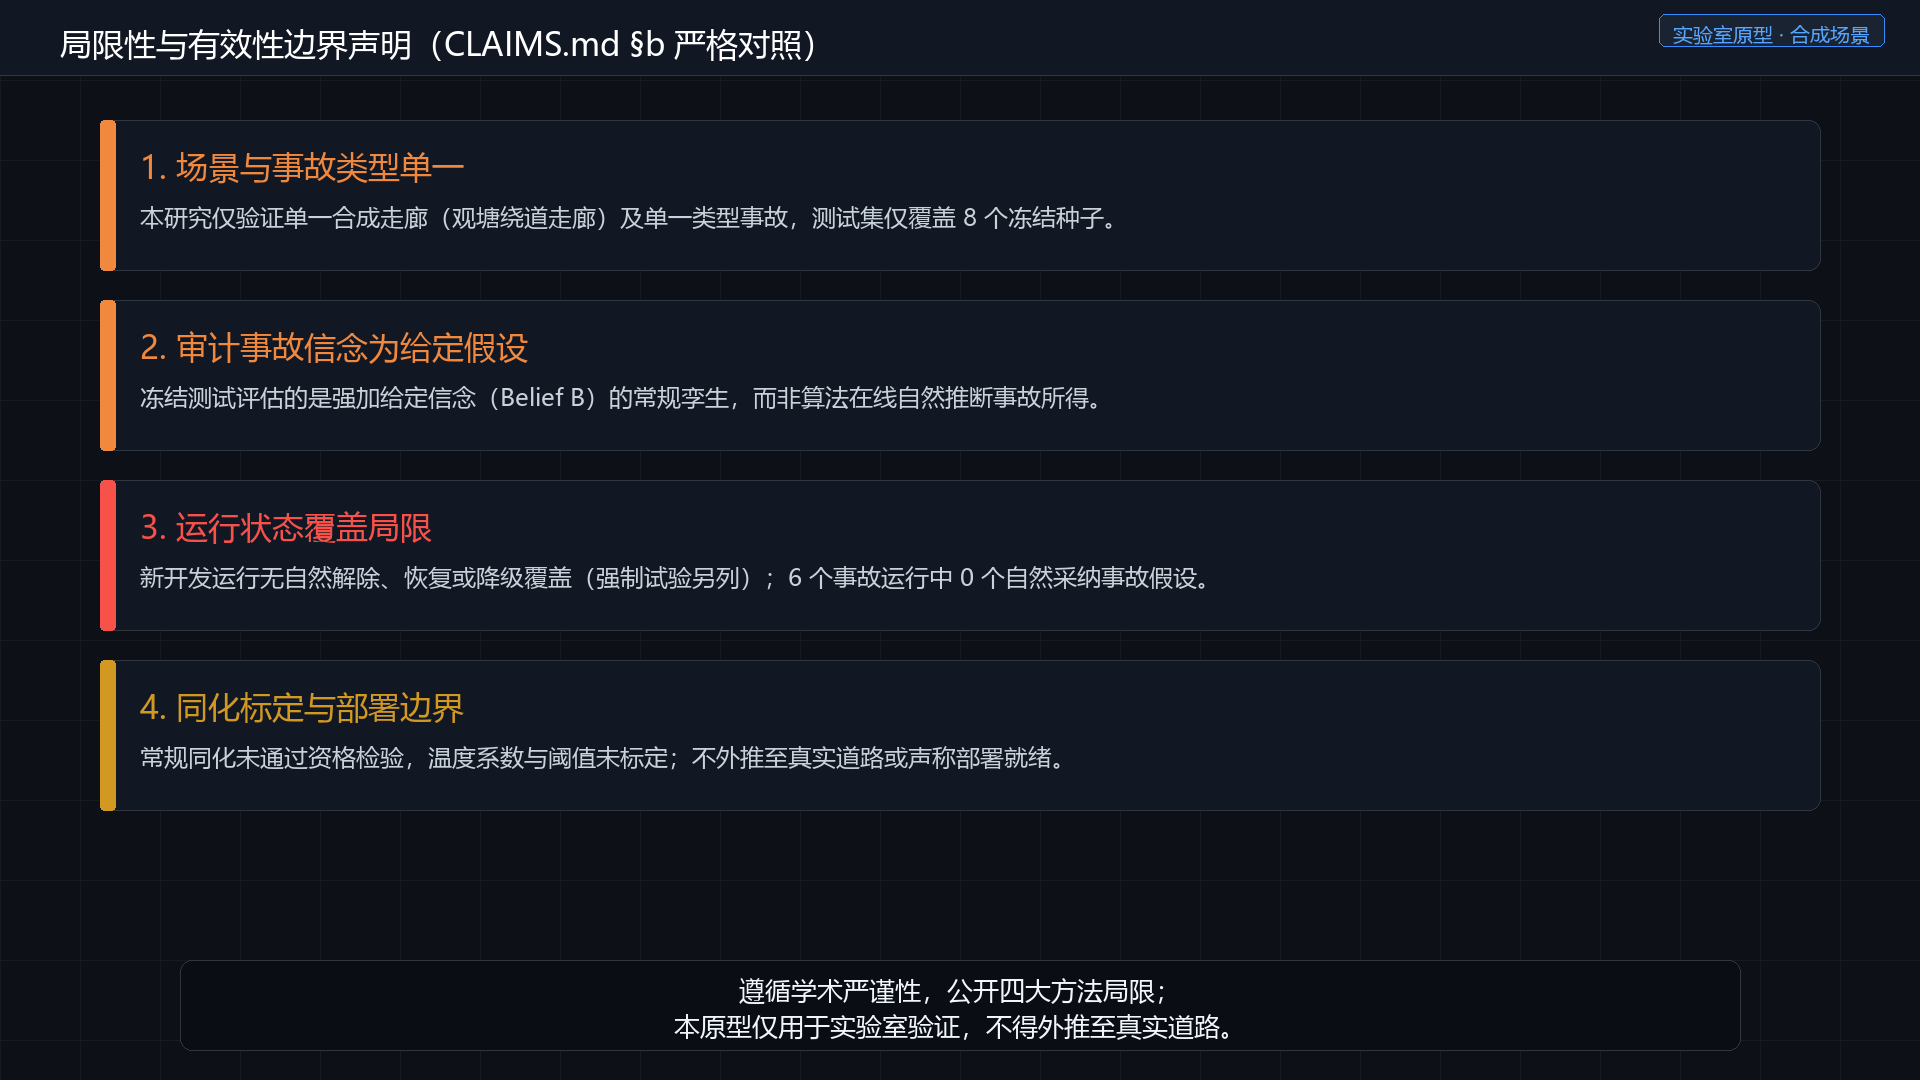 局限性与有效性边界声明（CLAIMS.md §b 严格对照）
实验室原型 · 合成场景
1. 场景与事故类型单一
本研究仅验证单一合成走廊（观塘绕道走廊）及单一类型事故，测试集仅覆盖 8 个冻结种子。
2. 审计事故信念为给定假设
冻结测试评估的是强加给定信念（Belief B）的常规孪生，而非算法在线自然推断事故所得。
3. 运行状态覆盖局限
新开发运行无自然解除、恢复或降级覆盖（强制试验另列）；6 个事故运行中 0 个自然采纳事故假设。
4. 同化标定与部署边界
常规同化未通过资格检验，温度系数与阈值未标定；不外推至真实道路或声称部署就绪。
遵循学术严谨性，公开四大方法局限；
本原型仅用于实验室验证，不得外推至真实道路。